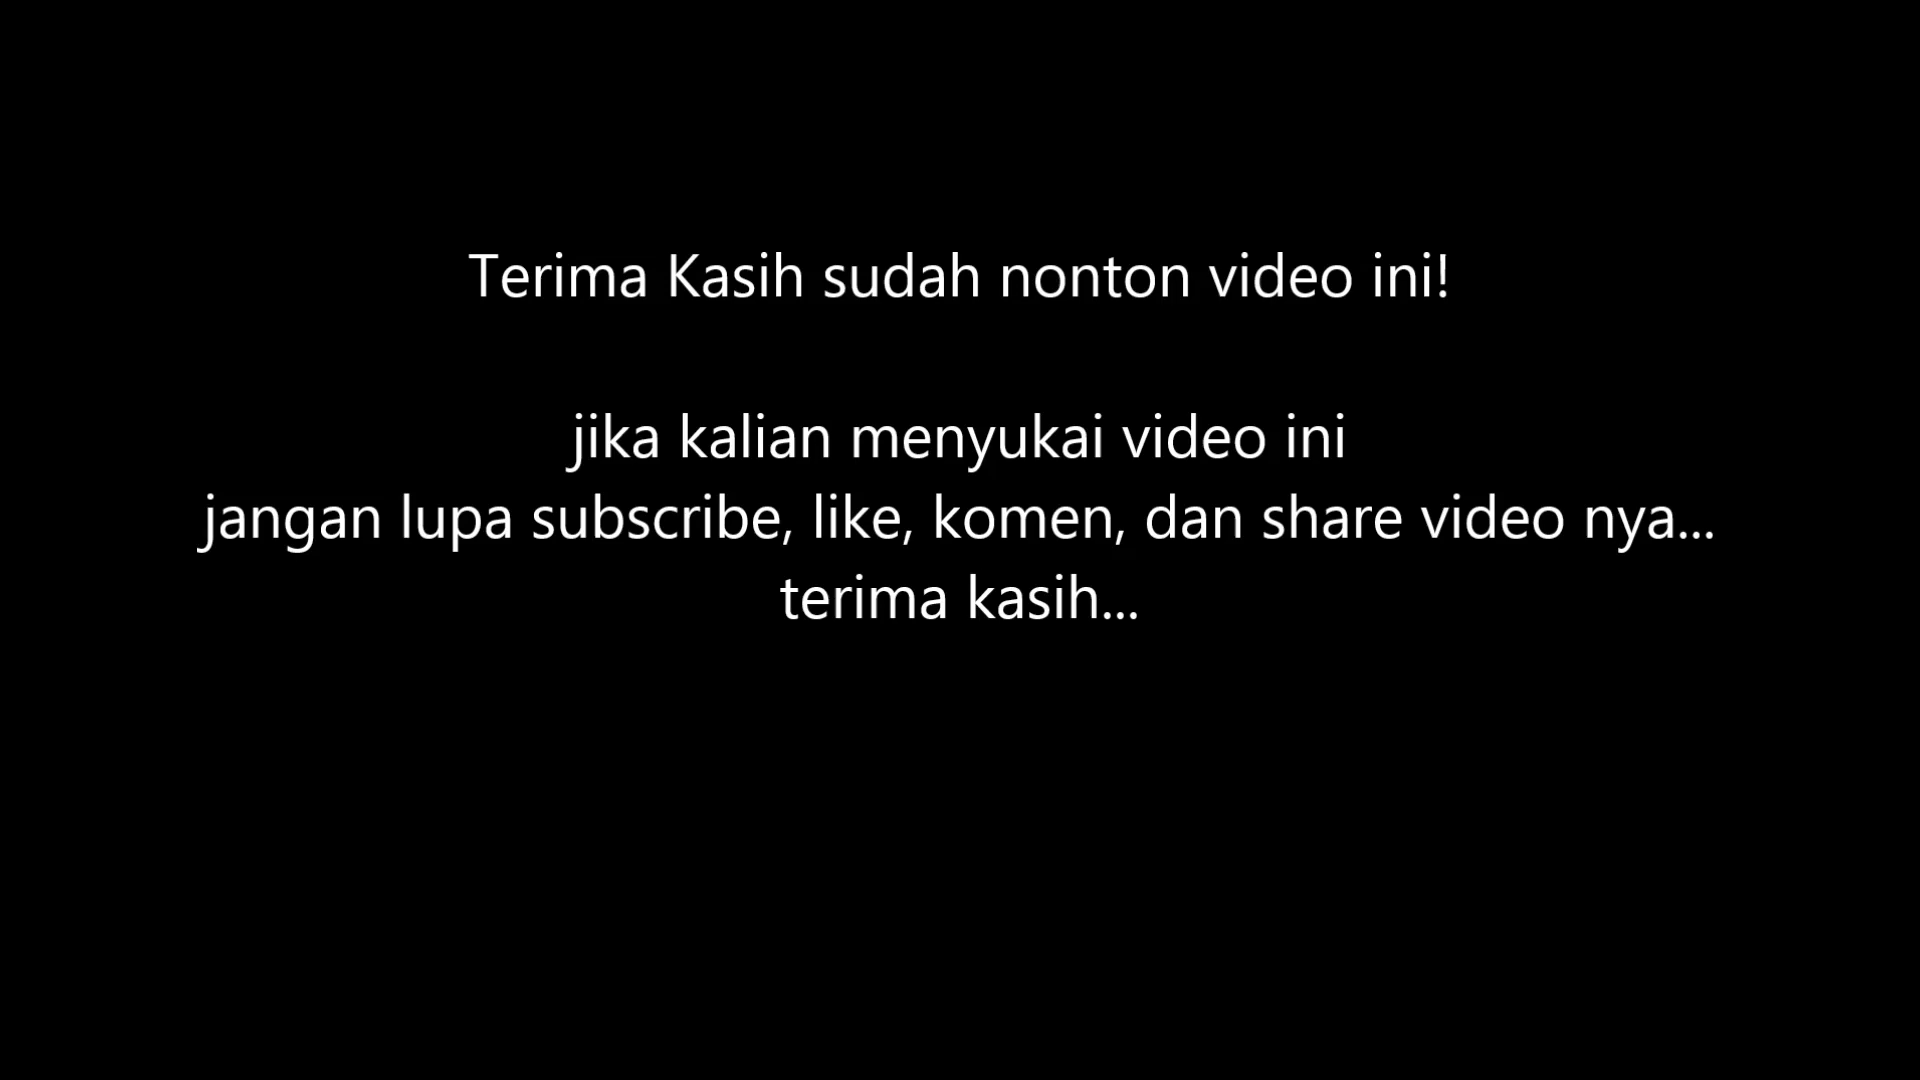 Terima Kasih sudah nonton video ini!
jika kalian menyukai video ini
jangan lupa subscribe, like, komen, dan share video nya...
terima kasih...